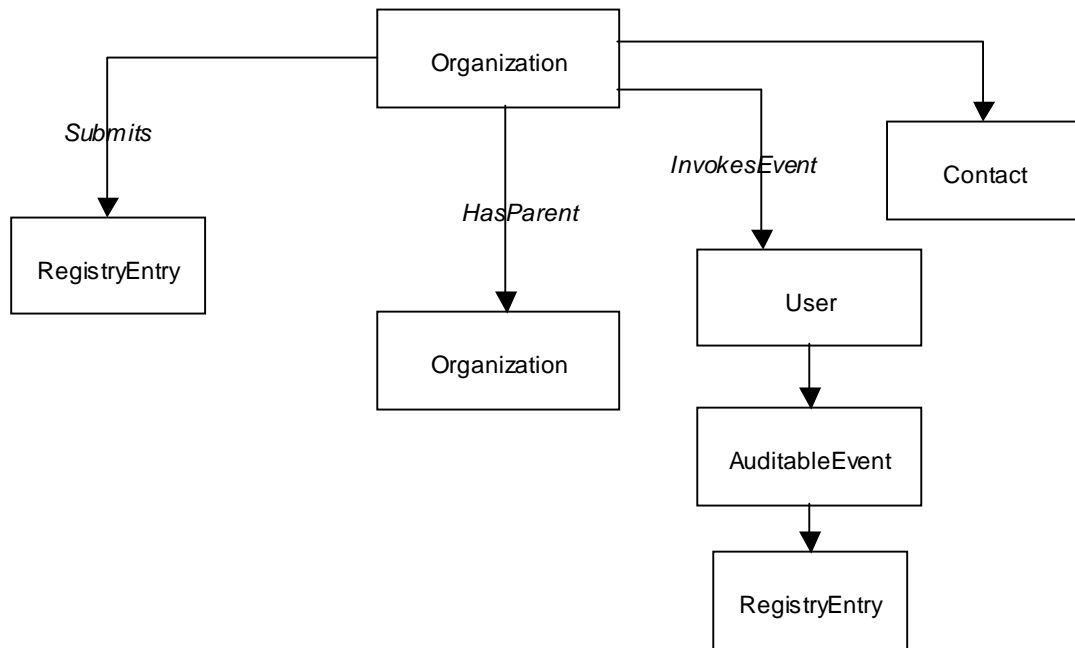 Organization
Submits
InvokesEvent
Contact
HasParent
RegistryEntry
User
Organization
AuditableEvent
RegistryEntry